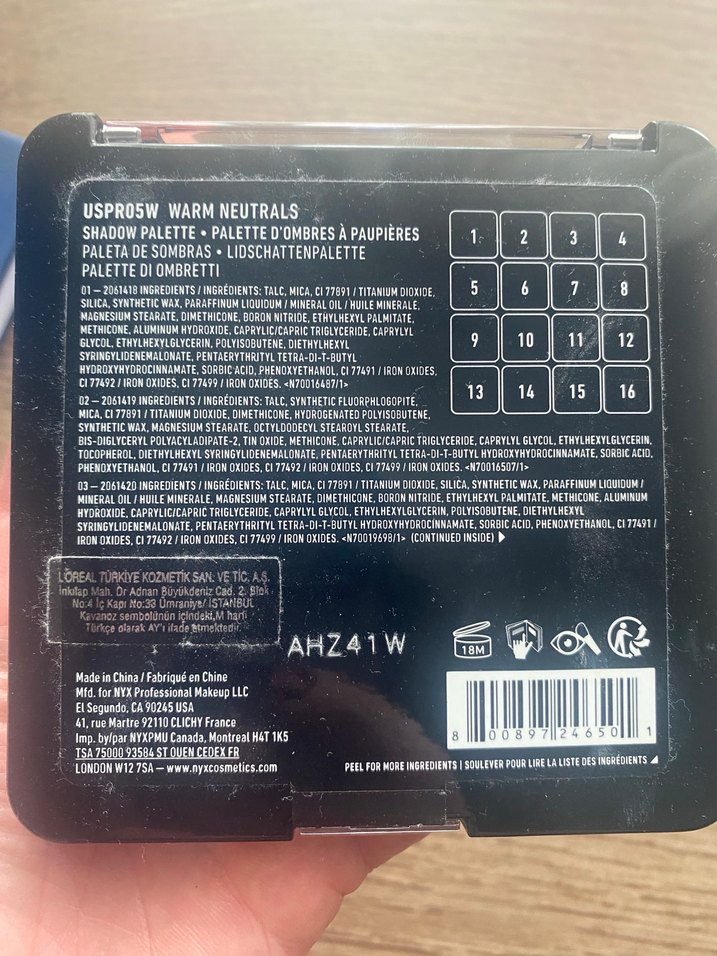 USPR05W WARM NEUTRALS
SHADOW PALETTE • PALETTE D'OMBRES À PAUPIÈRES
PALETA DE SOMBRAS • LIDSCHATTENPALETTE
PALETTE DI OMBRETTI
01 – 2061418 INGREDIENTS / INGRÉDIENTS: TALC, MICA, CI 77891 / TITANIUM DIOXIDE,
SILICA, SYNTHETIC WAX, PARAFFINUM LIQUIDUM / MINERAL OIL / HUILE MINERALE,
MAGNESIUM STEARATE, DIMETHICONE, BORON NITRIDE, ETHYLHEXYL PALMITATE,
METHICONE, ALUMINUM HYDROXIDE, CAPRYLIC/CAPRIC TRIGLYCERIDE, CAPRYLYL
GLYCOL, ETHYLHEXYLGLYCERIN, POLYISOBUTENE, DIETHYLHEXYL
SYRINGYLIDENEMALONATE, PENTAERYTHRITYL TETRA-DI-T-BUTYL
HYDROXYHYDROCINNAMATE, SORBIC ACID, PHENOXYETHANOL, CI 77491 / IRON OXIDES,
CI 77492 / IRON OXIDES, CI 77499 / IRON OXIDES. <N70016487/1>
02 – 2061419 INGREDIENTS / INGRÉDIENTS: TALC, SYNTHETIC FLUORPHLOGOPITE,
MICA, CI 77891 / TITANIUM DIOXIDE, DIMETHICONE, HYDROGENATED POLYISOBUTENE,
SYNTHETIC WAX, MAGNESIUM STEARATE, OCTYLDODECYL STEAROYL STEARATE,
BIS-DIGLYCERYL POLYACYLADIPATE-2, TIN OXIDE, METHICONE, CAPRYLIC/CAPRIC TRIGLYCERIDE, CAPRYLYL GLYCOL, ETHYLHEXYLGLYCERIN,
TOCOPHEROL, DIETHYLHEXYL SYRINGYLIDENEMALONATE, PENTAERYTHRITYL TETRA-DI-T-BUTYL HYDROXYHYDROCINNAMATE, SORBIC ACID,
PHENOXYETHANOL, CI 77491 / IRON OXIDES, CI 77492 / IRON OXIDES, CI 77499 / IRON OXIDES. <N70016507/1>
03 – 2061420 INGREDIENTS / INGRÉDIENTS: TALC, MICA, CI 77891 / TITANIUM DIOXIDE, SILICA, SYNTHETIC WAX, PARAFFINUM LIQUIDUM /
MINERAL OIL / HUILE MINERALE, MAGNESIUM STEARATE, DIMETHICONE, BORON NITRIDE, ETHYLHEXYL PALMITATE, METHICONE, ALUMINUM
HYDROXIDE, CAPRYLIC/CAPRIC TRIGLYCERIDE, CAPRYLYL GLYCOL, ETHYLHEXYLGLYCERIN, POLYISOBUTENE, DIETHYLHEXYL
SYRINGYLIDENEMALONATE, PENTAERYTHRITYL TETRA-DI-T-BUTYL HYDROXYHYDROCINNAMATE, SORBIC ACID, PHENOXYETHANOL, CI 77491 /
IRON OXIDES, CI 77492 / IRON OXIDES, CI 77499 / IRON OXIDES. <N70019698/1> (CONTINUED INSIDE)
1 2 3 4
5 6 7 8
9 10 11 12
13 14 15 16
L'OREAL TÜRKİYE KOZMETİK SAN. VE TİC. A.Ş.
İnkılap Mah. Dr Adnan Büyükdeniz Cad. 2. Blok
No:4 İç Kapı No:33 Ümraniye/ İSTANBUL
Kavanoz sembolünün içindeki,M harfi
Türkçe olarak AY'ı ifade etmektedir.
AHZ41W
18M
Made in China / Fabriqué en Chine
Mfd. for NYX Professional Makeup LLC
El Segundo, CA 90245 USA
41, rue Martre 92110 CLICHY France
Imp. by/par NYXPMU Canada, Montreal H4T 1K5
TSA 75000 93584 ST OUEN CEDEX FR
LONDON W12 7SA – www.nyxcosmetics.com
8 00897 24650 1
PEEL FOR MORE INGREDIENTS | SOULEVER POUR LIRE LA LISTE DES INGRÉDIENTS